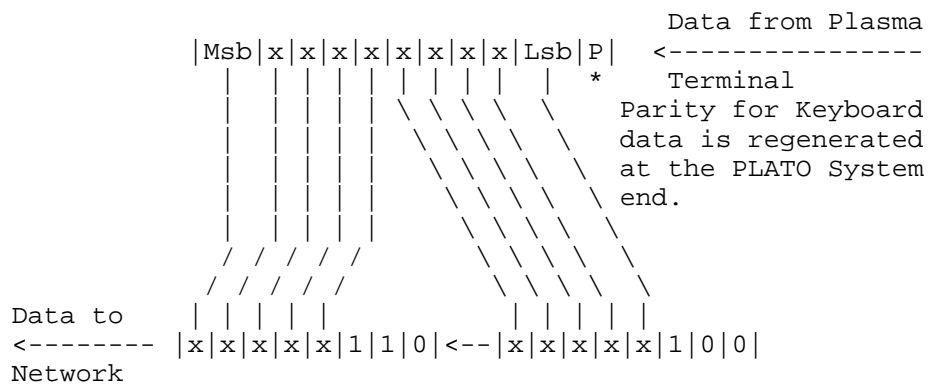 Data from Plasma
           |Msb|x|x|x|x|x|x|x|x|Lsb|P|   <----------------
             |  | | | | | | | |  |  *      Terminal
             |  | | | | \ \ \ \  \      Parity for Keyboard
             |  | | | |  \ \ \ \  \     data is regenerated
             |  | | | |   \ \ \ \  \    at the PLATO System
             |  | | | |    \ \ \ \  \   end.
             |  | | | |     \ \ \ \  \
             / / / / /       \ \ \ \  \
            / / / / /         \ \ \ \  \
Data to    | | | | |           | | | | |
<-------- |x|x|x|x|x|1|1|0|<--|x|x|x|x|x|1|0|0|
Network